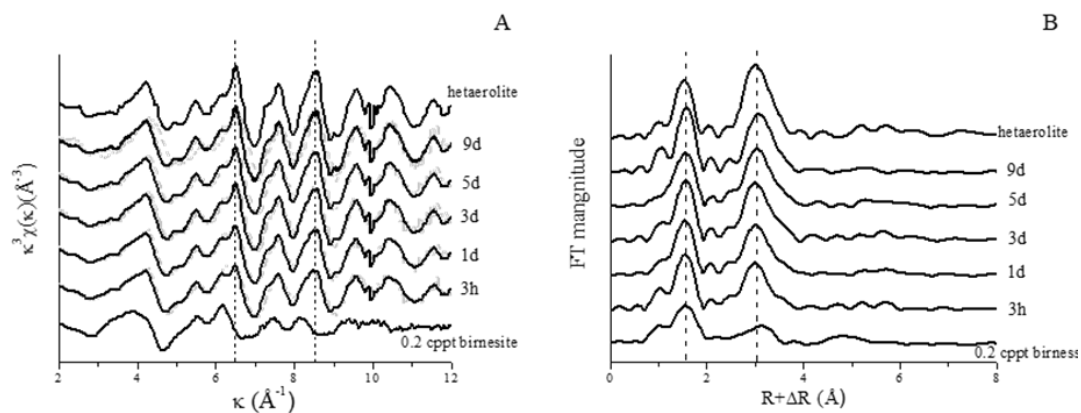 A
hetaerolite
9d
5d
3d
1d
3h
0.2 cppt birnesite
κ³χ(κ)(Å⁻³)
2 4 6 8 10 12
κ (Å⁻¹)
B
hetaerolite
9d
5d
3d
1d
3h
0.2 cppt birness
FT mangnitude
0 2 4 6 8
R+ΔR (Å)